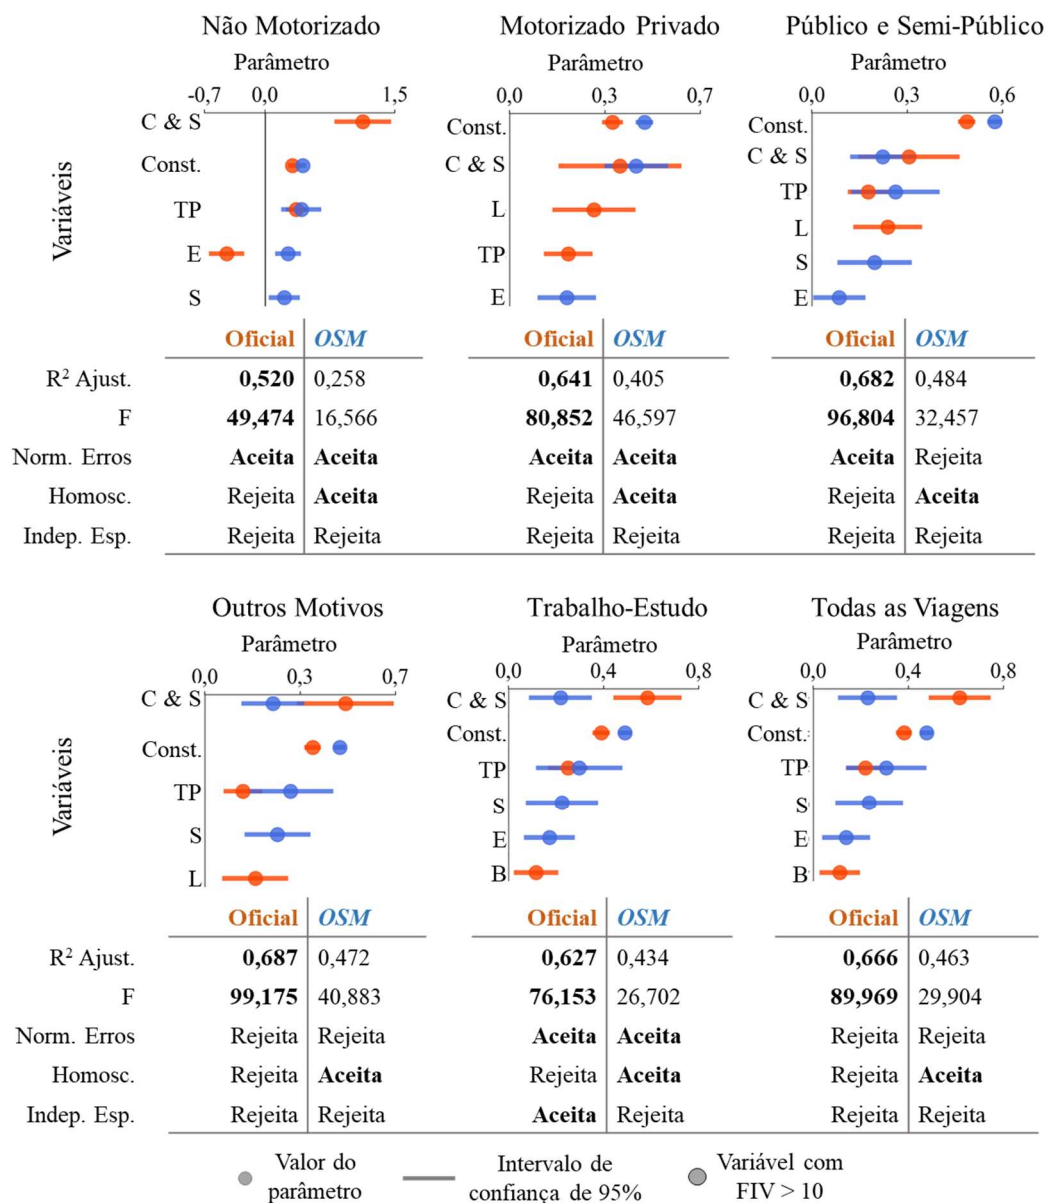 Não Motorizado Motorizado Privado Público e Semi-Público
Parâmetro Parâmetro Parâmetro
-0,7 0,0 1,5 0,0 0,3 0,7 0,0 0,3 0,6
Variáveis
C & S Const. Const.
Const. C & S C & S
TP L TP
E TP L
S E S
E
Oficial OSM Oficial OSM Oficial OSM
R² Ajust. 0,520 0,258 0,641 0,405 0,682 0,484
F 49,474 16,566 80,852 46,597 96,804 32,457
Norm. Erros Aceita Aceita Aceita Aceita Aceita Rejeita
Homosc. Rejeita Aceita Rejeita Aceita Rejeita Aceita
Indep. Esp. Rejeita Rejeita Rejeita Rejeita Rejeita Rejeita
Outros Motivos Trabalho-Estudo Todas as Viagens
Parâmetro Parâmetro Parâmetro
0,0 0,3 0,7 0,0 0,4 0,8 0,0 0,4 0,8
Variáveis
C & S C & S C & S
Const. Const. Const.
TP TP TP
S S S
E E
L B B
Oficial OSM Oficial OSM Oficial OSM
R² Ajust. 0,687 0,472 0,627 0,434 0,666 0,463
F 99,175 40,883 76,153 26,702 89,969 29,904
Norm. Erros Rejeita Rejeita Aceita Aceita Rejeita Rejeita
Homosc. Rejeita Aceita Rejeita Aceita Rejeita Aceita
Indep. Esp. Rejeita Rejeita Aceita Rejeita Rejeita Rejeita
Valor do parâmetro
Intervalo de confiança de 95%
Variável com FIV > 10